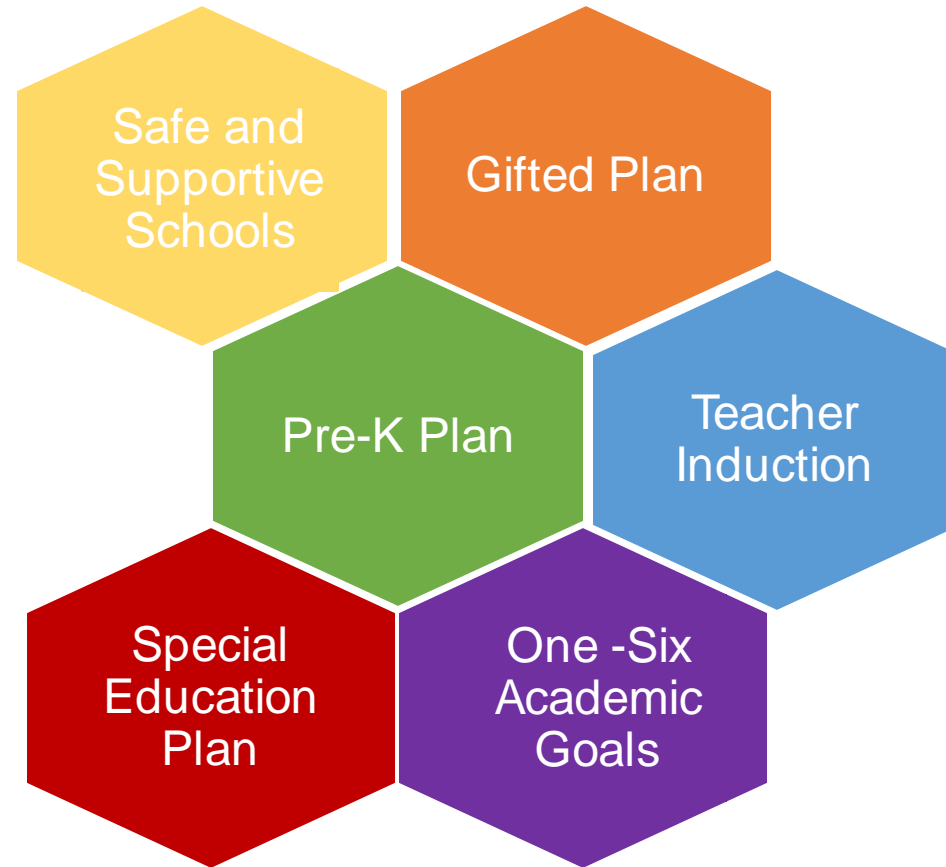 Safe and
Supportive
Schools
Gifted Plan
Pre-K Plan
Teacher
Induction
Special
Education
Plan
One -Six
Academic
Goals